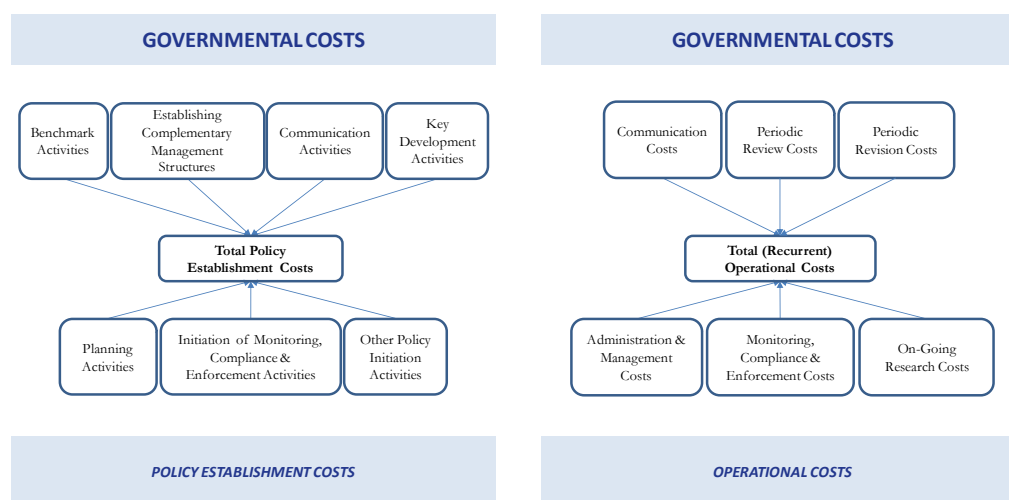 GOVERNMENTAL COSTS
Benchmark
Activities
Establishing
Complementary
Management
Structures
Communication
Activities
Key
Development
Activities
Total Policy
Establishment Costs
Planning
Activities
Initiation of Monitoring,
Compliance &
Enforcement Activities
Other Policy
Initiation
Activities
POLICY ESTABLISHMENT COSTS
GOVERNMENTAL COSTS
Communication
Costs
Periodic
Review Costs
Periodic
Revision Costs
Total (Recurrent)
Operational Costs
Administration &
Management
Costs
Monitoring,
Compliance &
Enforcement Costs
On-Going
Research Costs
OPERATIONAL COSTS